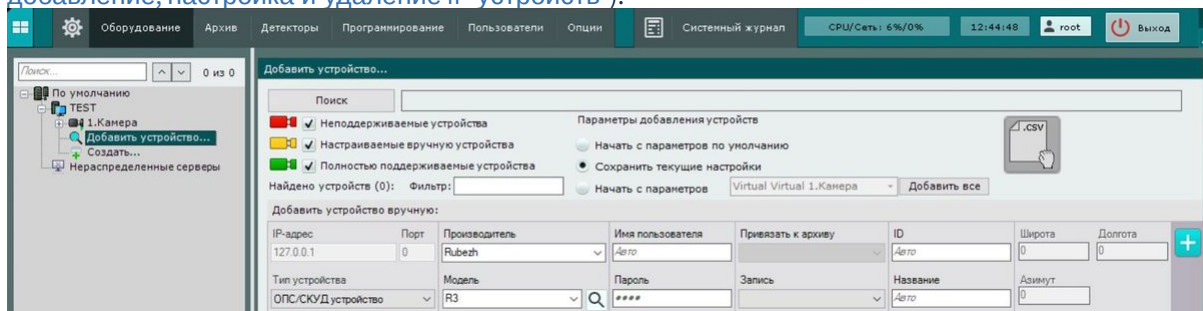 добавление, настройка и удаление IP-устройств").
Оборудование Архив Детекторы Программирование Пользователи Опции Системный журнал CPU/Сеть: 6%/0% 12:44:48 root Выход
Поиск... 0 из 0
По умолчанию
TEST
1.Камера
Добавить устройство...
Создать...
Нераспределенные серверы
Добавить устройство...
Поиск
Неподдерживаемые устройства
Настраиваемые вручную устройства
Полностью поддерживаемые устройства
Найдено устройств (0): Фильтр:
Параметры добавления устройств
Начать с параметров по умолчанию
Сохранить текущие настройки
Начать с параметров Virtual Virtual 1.Камера Добавить все
.CSV
Добавить устройство вручную:
IP-адрес Порт Производитель Имя пользователя Привязать к архиву ID Широта Долгота
127.0.0.1 0 Rubezh Авто Авто 0 0
Тип устройства Модель Пароль Запись Название Азимут
ОПС/СКУД устройство R3 **** Авто 0